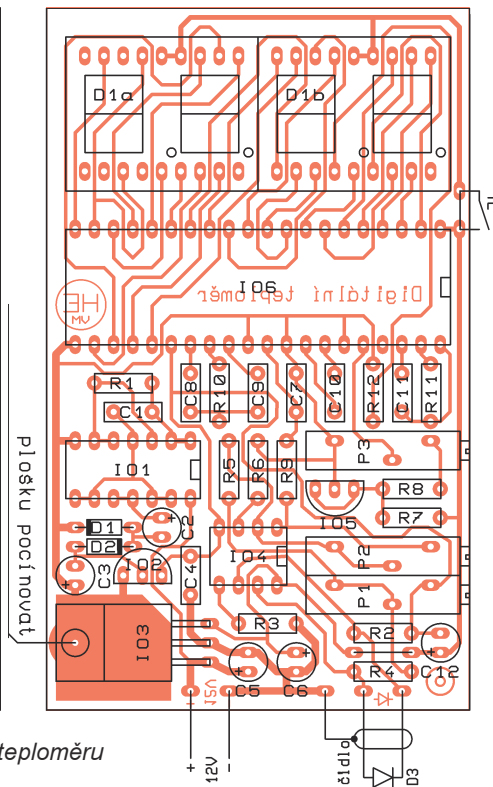 D1a
D1b
IO6
Digitální teploměr
HE
MV
R1
C1
C8
R10
C9
C7
C10
R12
C11
R11
IO1
R5
R6
R9
P3
IO5
R8
R7
D1
D2
C2
+
IO2
C3
+
C4
IO4
P2
P1
IO3
R3
R2
R4
C12
+
C5
+
C6
+
15V
+
12V
-
čidlo
D3
plošku pocínovat
teploměru